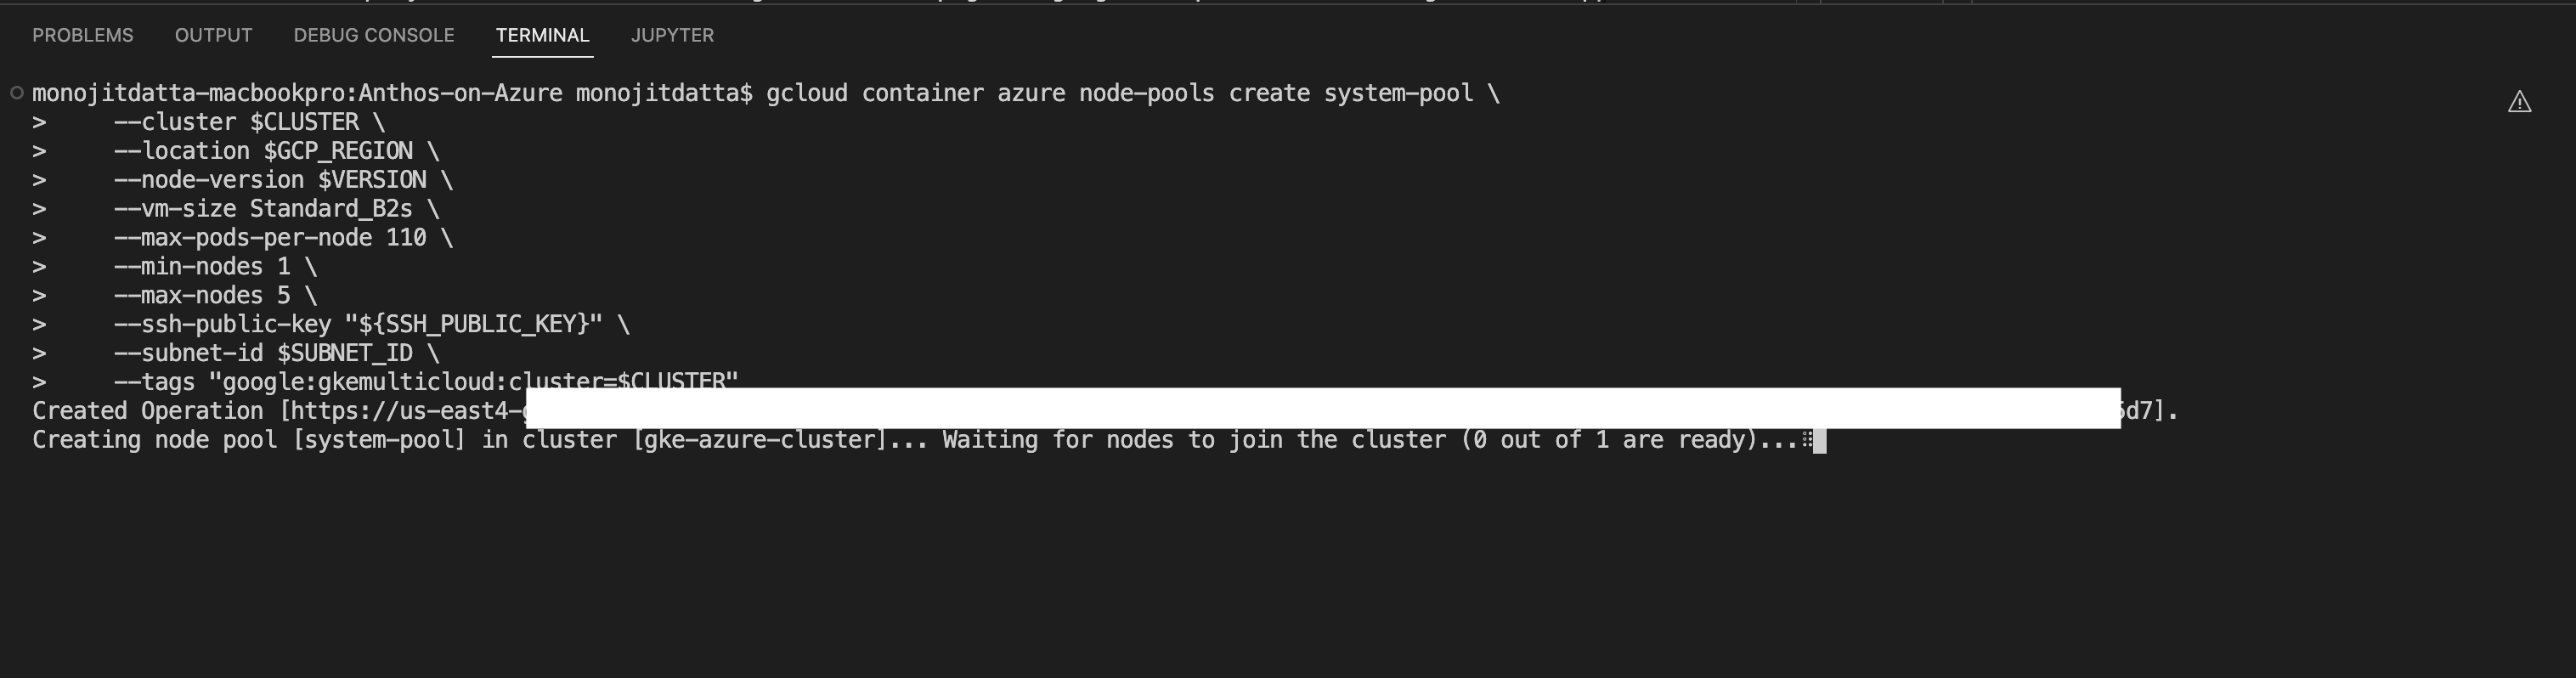 PROBLEMS OUTPUT DEBUG CONSOLE TERMINAL JUPYTER
monojitdatta-macbookpro:Anthos-on-Azure monojitdatta$ gcloud container azure node-pools create system-pool \
> --cluster $CLUSTER \
> --location $GCP_REGION \
> --node-version $VERSION \
> --vm-size Standard_B2s \
> --max-pods-per-node 110 \
> --min-nodes 1 \
> --max-nodes 5 \
> --ssh-public-key "${SSH_PUBLIC_KEY}" \
> --subnet-id $SUBNET_ID \
> --tags "google:gkemulticloud:cluster=$CLUSTER"
Created Operation [https://us-east4- d7].
Creating node pool [system-pool] in cluster [gke-azure-cluster]... Waiting for nodes to join the cluster (0 out of 1 are ready)...